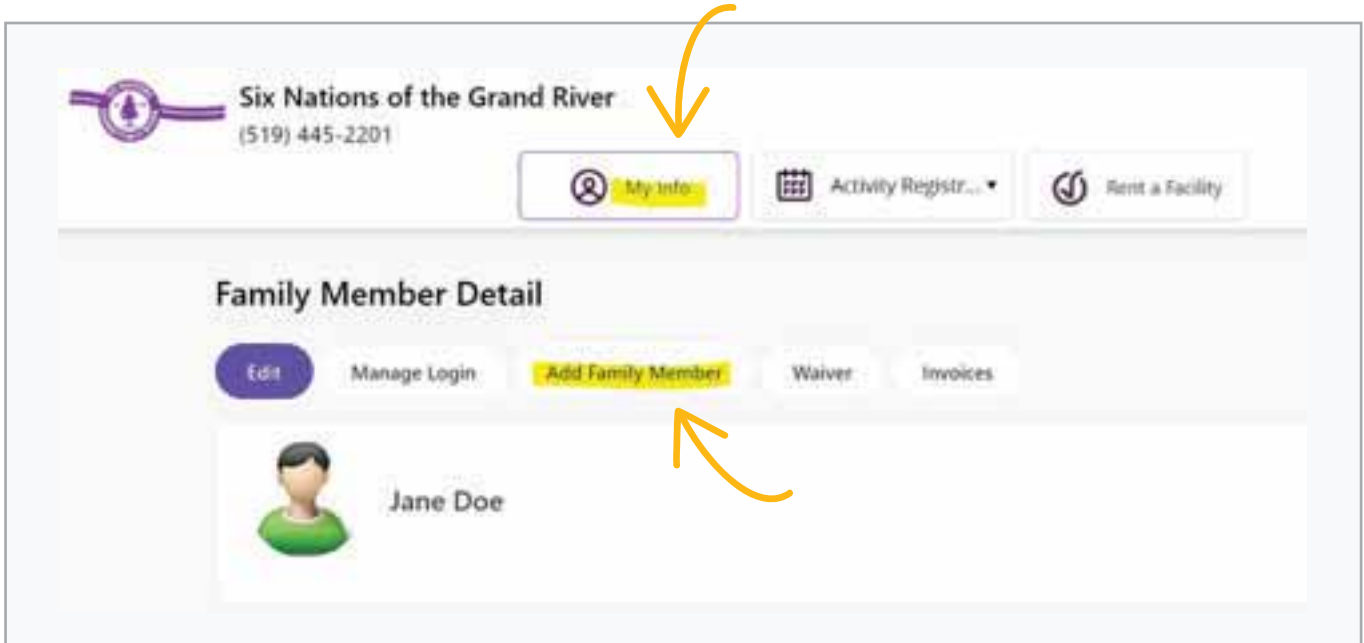 Six Nations of the Grand River
(519) 445-2201
My Info
Activity Registr...
Rent a Facility
Family Member Detail
Edit
Manage Login
Add Family Member
Waiver
Invoices
Jane Doe